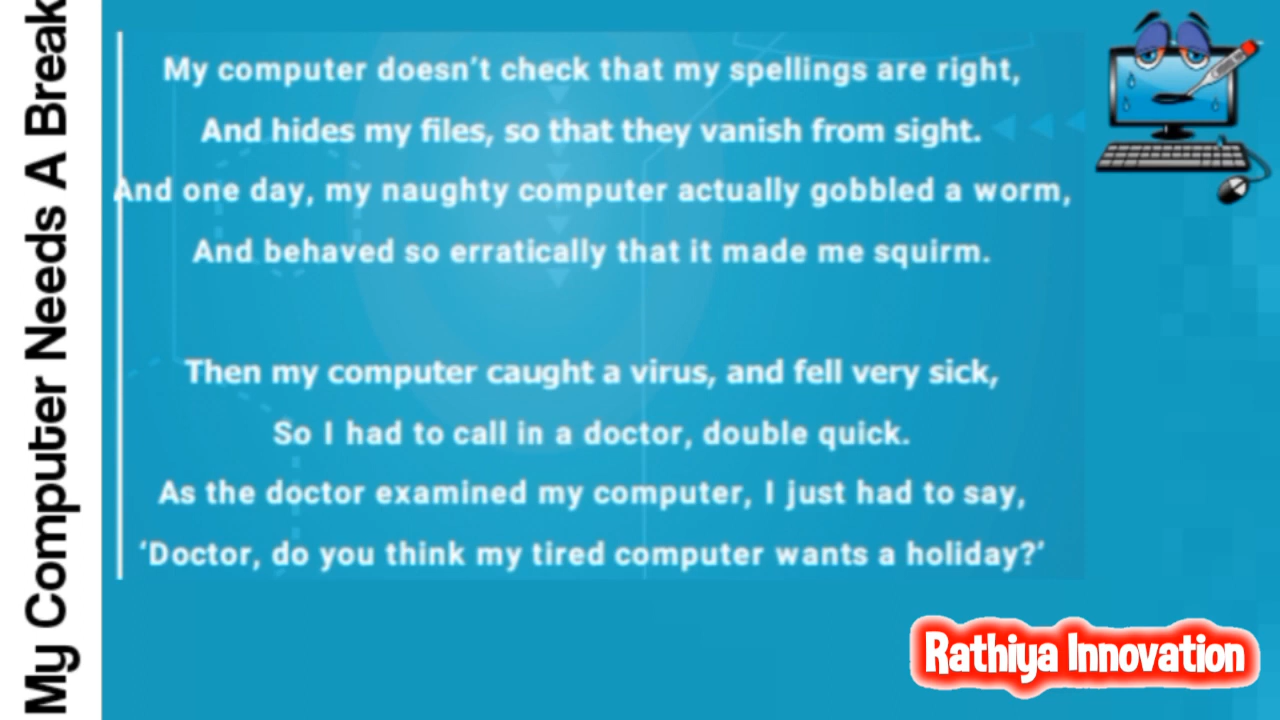 My Computer Needs A Break
My computer doesn't check that my spellings are right,
And hides my files, so that they vanish from sight.
And one day, my naughty computer actually gobbled a worm,
And behaved so erratically that it made me squirm.
Then my computer caught a virus, and fell very sick,
So I had to call in a doctor, double quick.
As the doctor examined my computer, I just had to say,
‘Doctor, do you think my tired computer wants a holiday?’
Rathiya Innovation